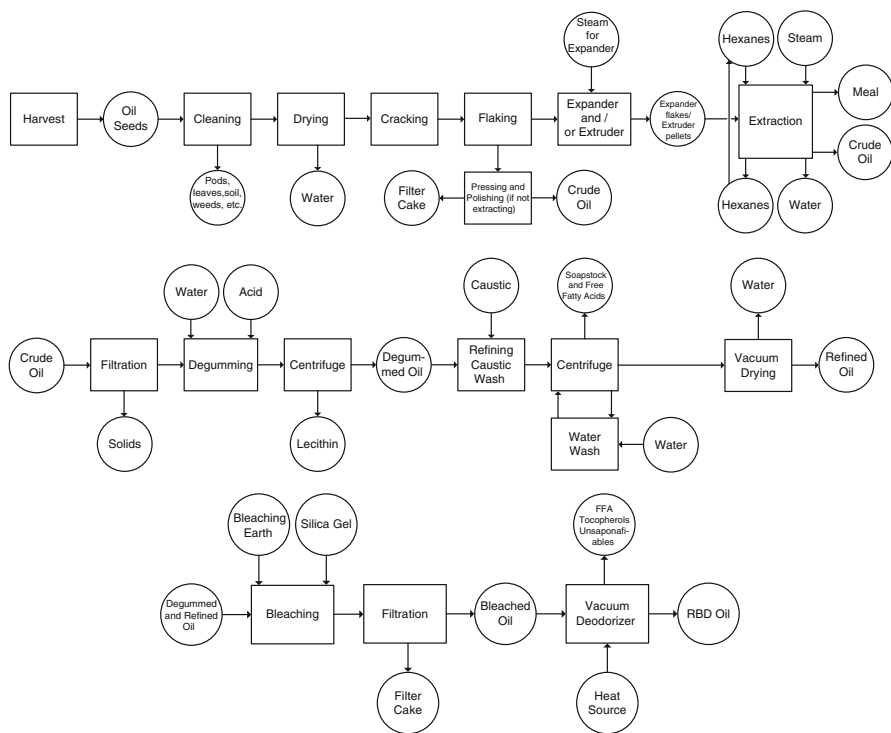 Steam
for
Expander
Hexanes
Steam
Harvest
Oil
Seeds
Cleaning
Drying
Cracking
Flaking
Expander
and /
or Extruder
Expander
flakes/
Extruder
pellets
Extraction
Meal
Crude
Oil
Pods,
leaves,soil,
weeds, etc.
Water
Filter
Cake
Pressing and
Polishing (if not
extracting)
Crude
Oil
Hexanes
Water
Water
Acid
Caustic
Soapstock
and Free
Fatty Acids
Water
Crude
Oil
Filtration
Degumming
Centrifuge
Degum-
med Oil
Refining
Caustic
Wash
Centrifuge
Vacuum
Drying
Refined
Oil
Solids
Lecithin
Water
Wash
Water
Bleaching
Earth
Silica Gel
FFA
Tocopherols
Unsaponafi-
ables
Degummed
and Refined
Oil
Bleaching
Filtration
Bleached
Oil
Vacuum
Deodorizer
RBD Oil
Filter
Cake
Heat
Source